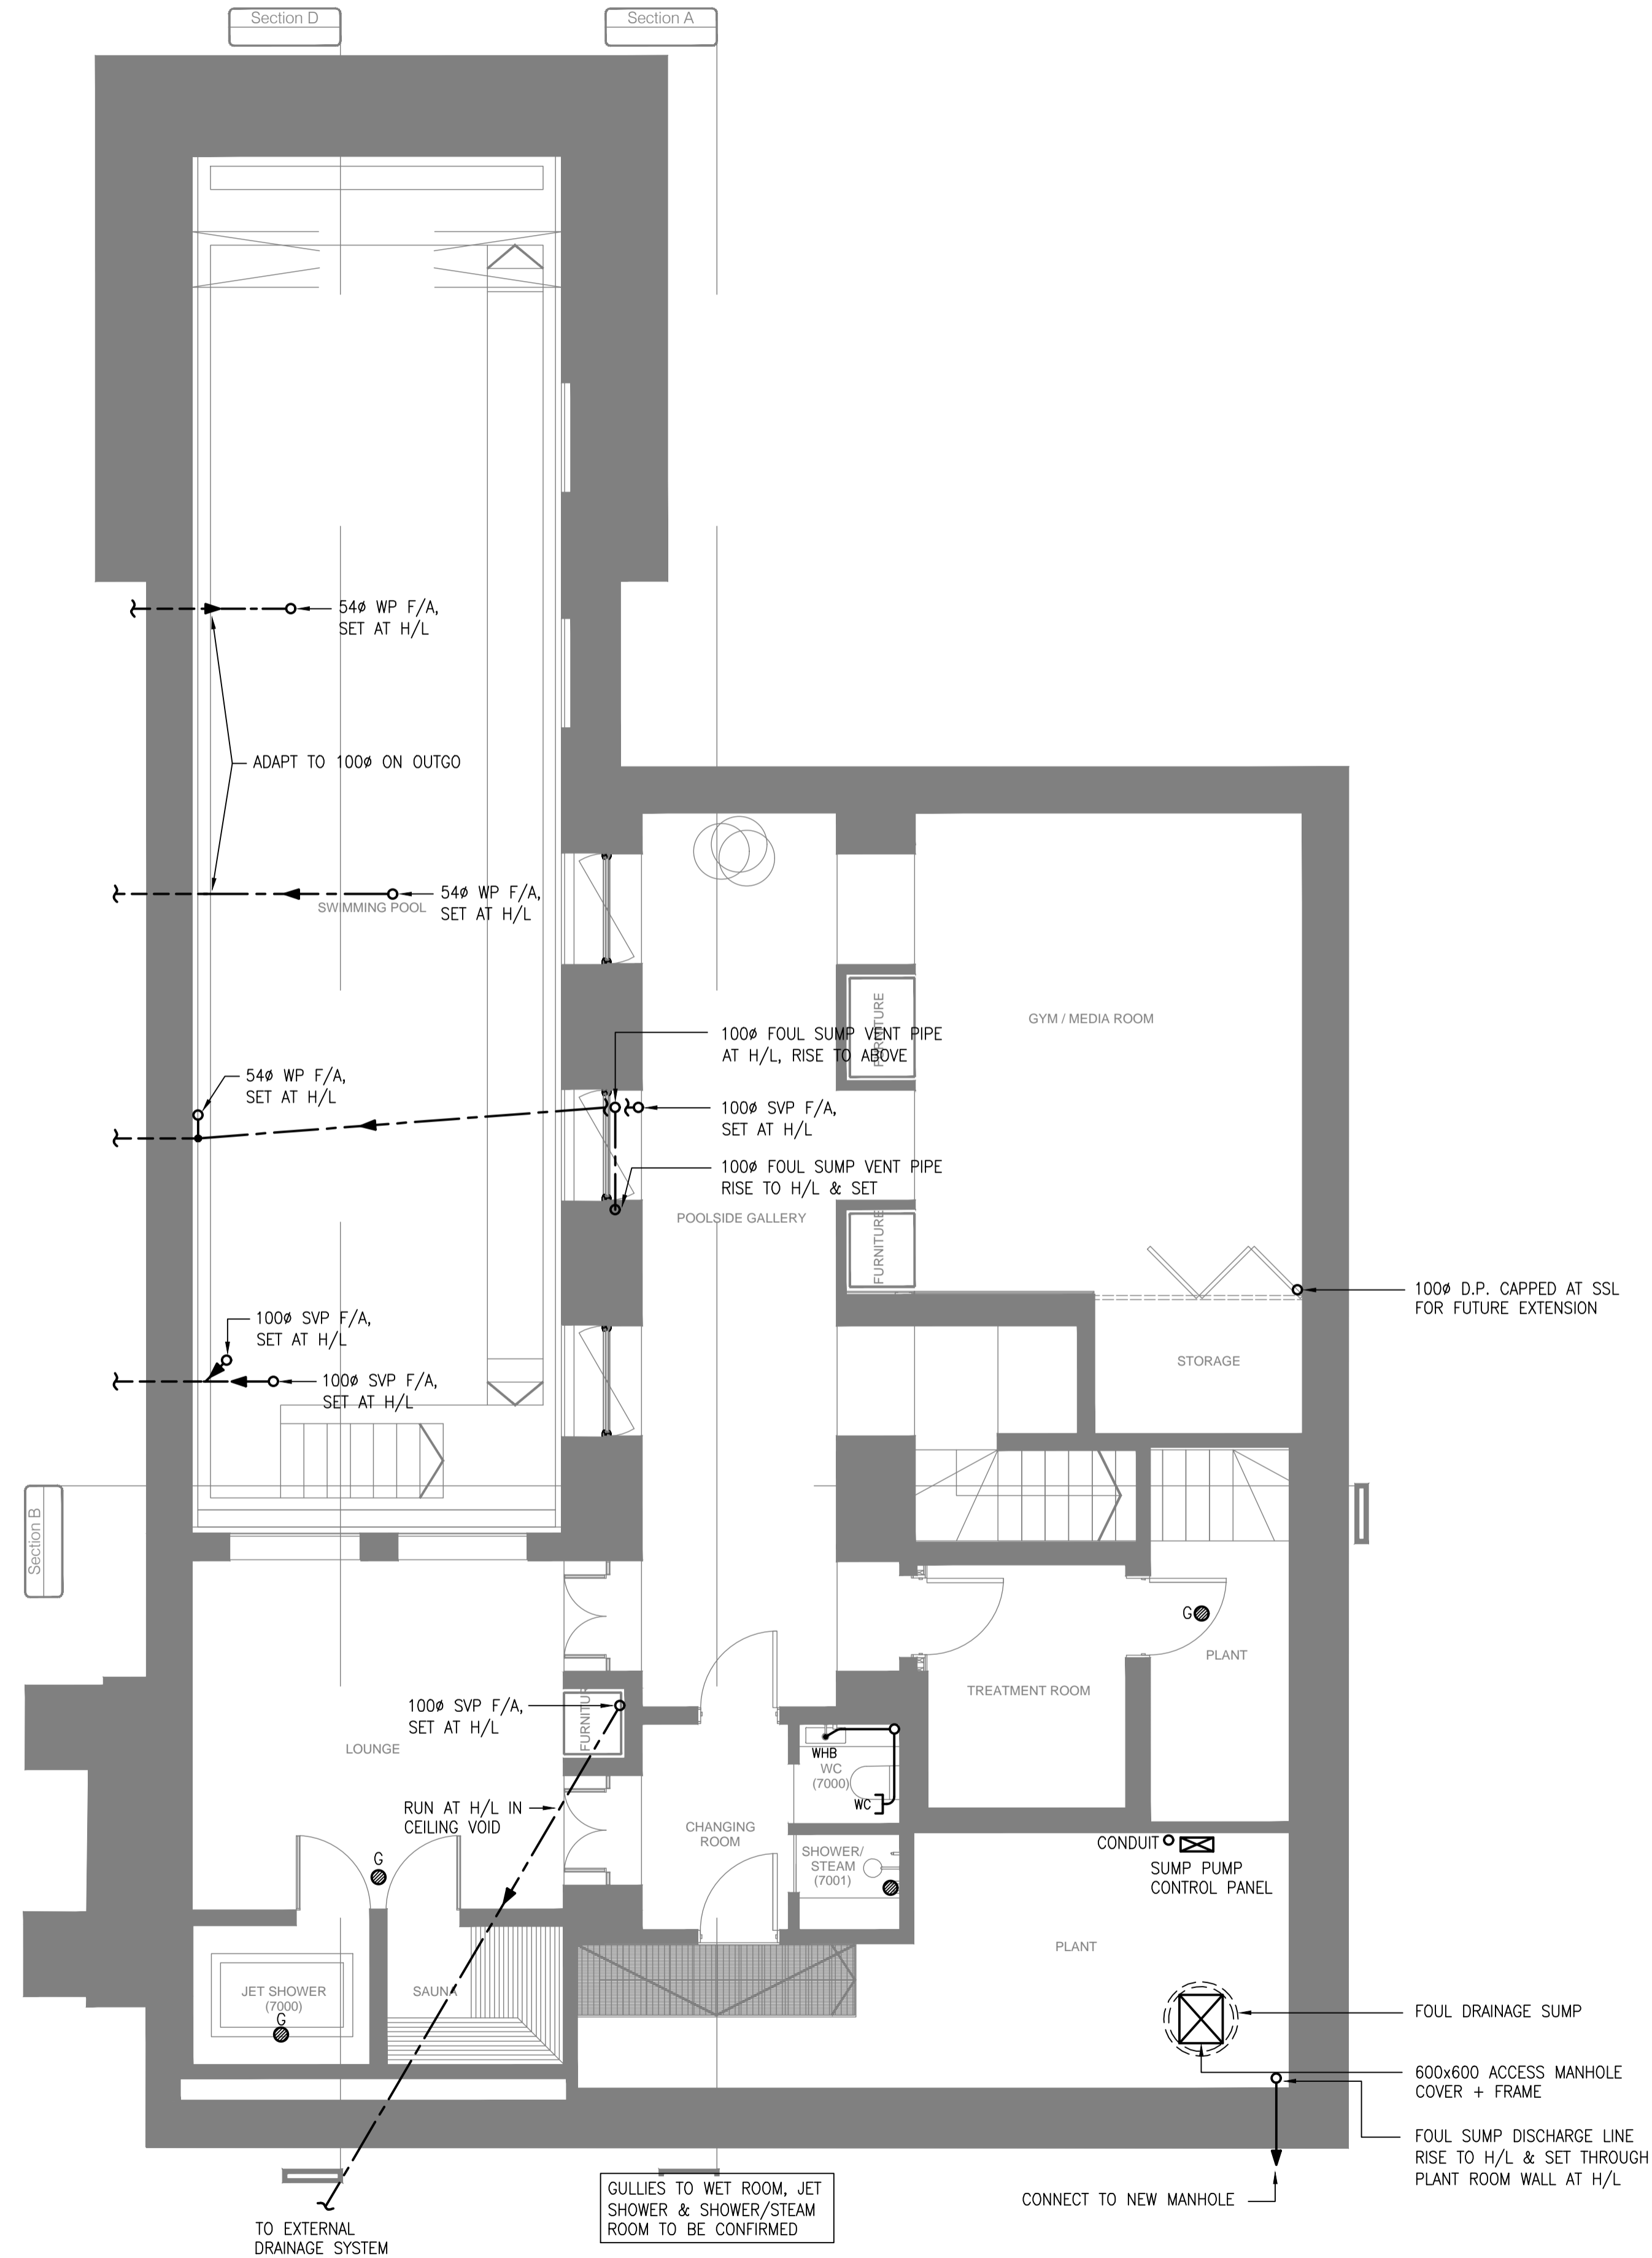 Section D
Section A
54ø WP F/A,
SET AT H/L
ADAPT TO 100ø ON OUTGO
54ø WP F/A,
SET AT H/L
SWIMMING POOL
FURNITURE
GYM / MEDIA ROOM
100ø FOUL SUMP VENT PIPE
AT H/L, RISE TO ABOVE
54ø WP F/A,
SET AT H/L
100ø SVP F/A,
SET AT H/L
100ø FOUL SUMP VENT PIPE
RISE TO H/L & SET
POOLSIDE GALLERY
FURNITURE
100ø D.P. CAPPED AT SSL
FOR FUTURE EXTENSION
100ø SVP F/A,
SET AT H/L
100ø SVP F/A,
SET AT H/L
STORAGE
Section B
G
PLANT
TREATMENT ROOM
100ø SVP F/A,
SET AT H/L
FURNITUR
LOUNGE
WHB
WC
(7000)
WC
RUN AT H/L IN
CEILING VOID
CHANGING
ROOM
CONDUIT
SUMP PUMP
CONTROL PANEL
SHOWER/
STEAM
(7001)
G
PLANT
JET SHOWER
(7000)
G
SAUNA
FOUL DRAINAGE SUMP
600x600 ACCESS MANHOLE
COVER + FRAME
FOUL SUMP DISCHARGE LINE
RISE TO H/L & SET THROUGH
PLANT ROOM WALL AT H/L
CONNECT TO NEW MANHOLE
GULLIES TO WET ROOM, JET
SHOWER & SHOWER/STEAM
ROOM TO BE CONFIRMED
TO EXTERNAL
DRAINAGE SYSTEM